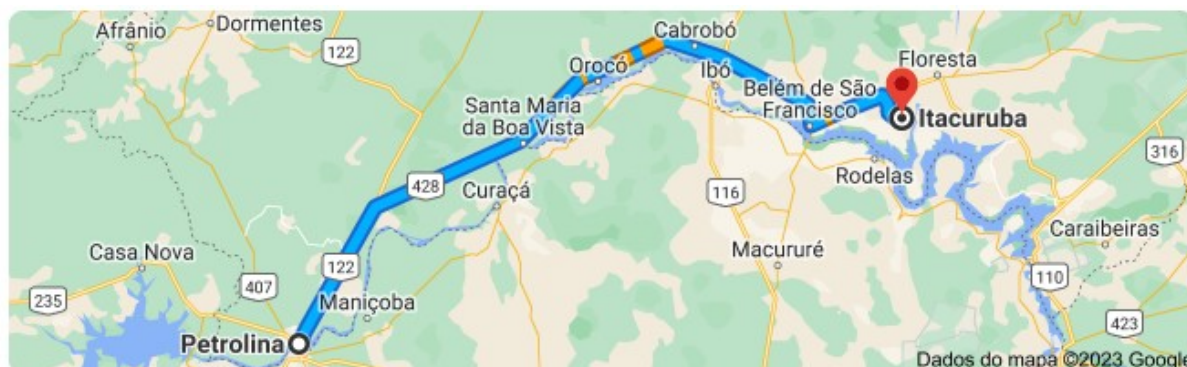 Afrânio
Dormentes
122
Cabrobó
Orocó
Ibó
Floresta
Belém de São
Francisco
Itacuruba
Santa Maria
da Boa Vista
316
428
Rodelas
Curaçá
116
Caraibeiras
Casa Nova
Macururé
122
407
110
235
Maniçoba
423
Petrolina
Dados do mapa ©2023 Google